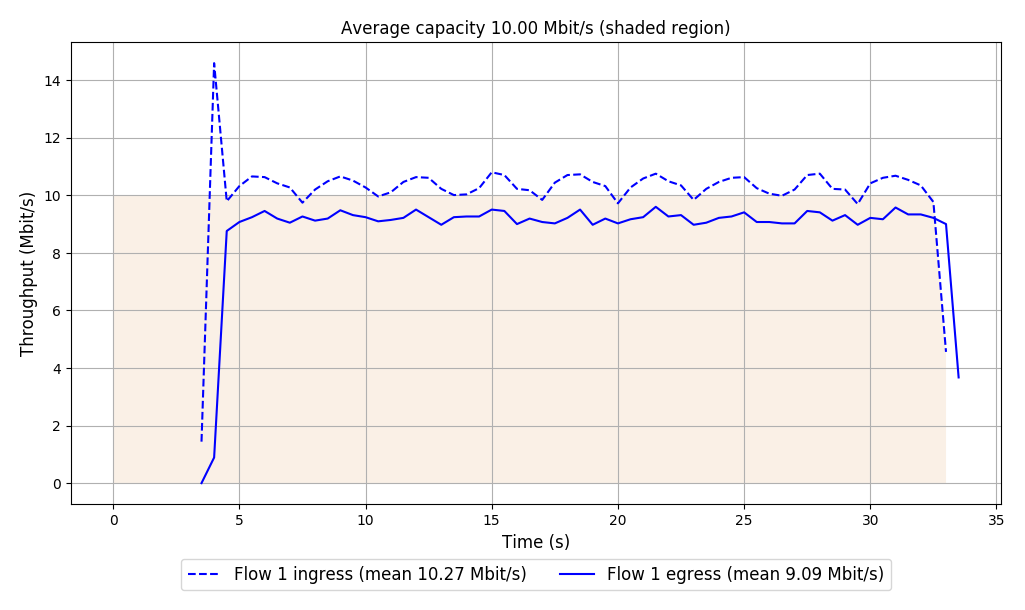 Average capacity 10.00 Mbit/s (shaded region)
Throughput (Mbit/s)
14
12
10
8
6
4
2
0
0 5 10 15 20 25 30 35
Time (s)
Flow 1 ingress (mean 10.27 Mbit/s) Flow 1 egress (mean 9.09 Mbit/s)